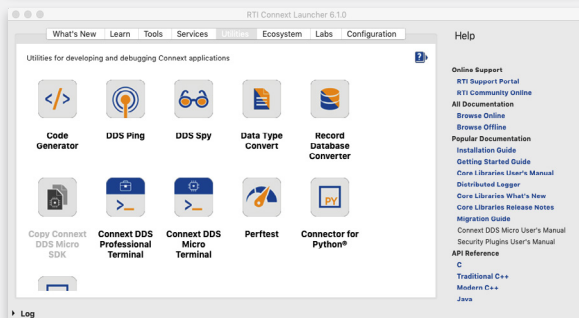 RTI Connext Launcher 6.1.0
What's New Learn Tools Services Utilities Ecosystem Labs Configuration
Utilities for developing and debugging Connext applications
?
</>
Code
Generator
DDS Ping
DDS Spy
Data Type
Convert
Record
Database
Converter
Copy Connext
DDS Micro
SDK
>_
Connext DDS
Professional
Terminal
>_
Connext DDS
Micro
Terminal
Perftest
PY
Connector for
Python®
Log
Help
Online Support
RTI Support Portal
RTI Community Online
All Documentation
Browse Online
Browse Offline
Popular Documentation
Installation Guide
Getting Started Guide
Core Libraries User's Manual
Distributed Logger
Core Libraries What's New
Core Libraries Release Notes
Migration Guide
Connext DDS Micro User's Manual
Security Plugins User's Manual
API Reference
C
Traditional C++
Modern C++
Java